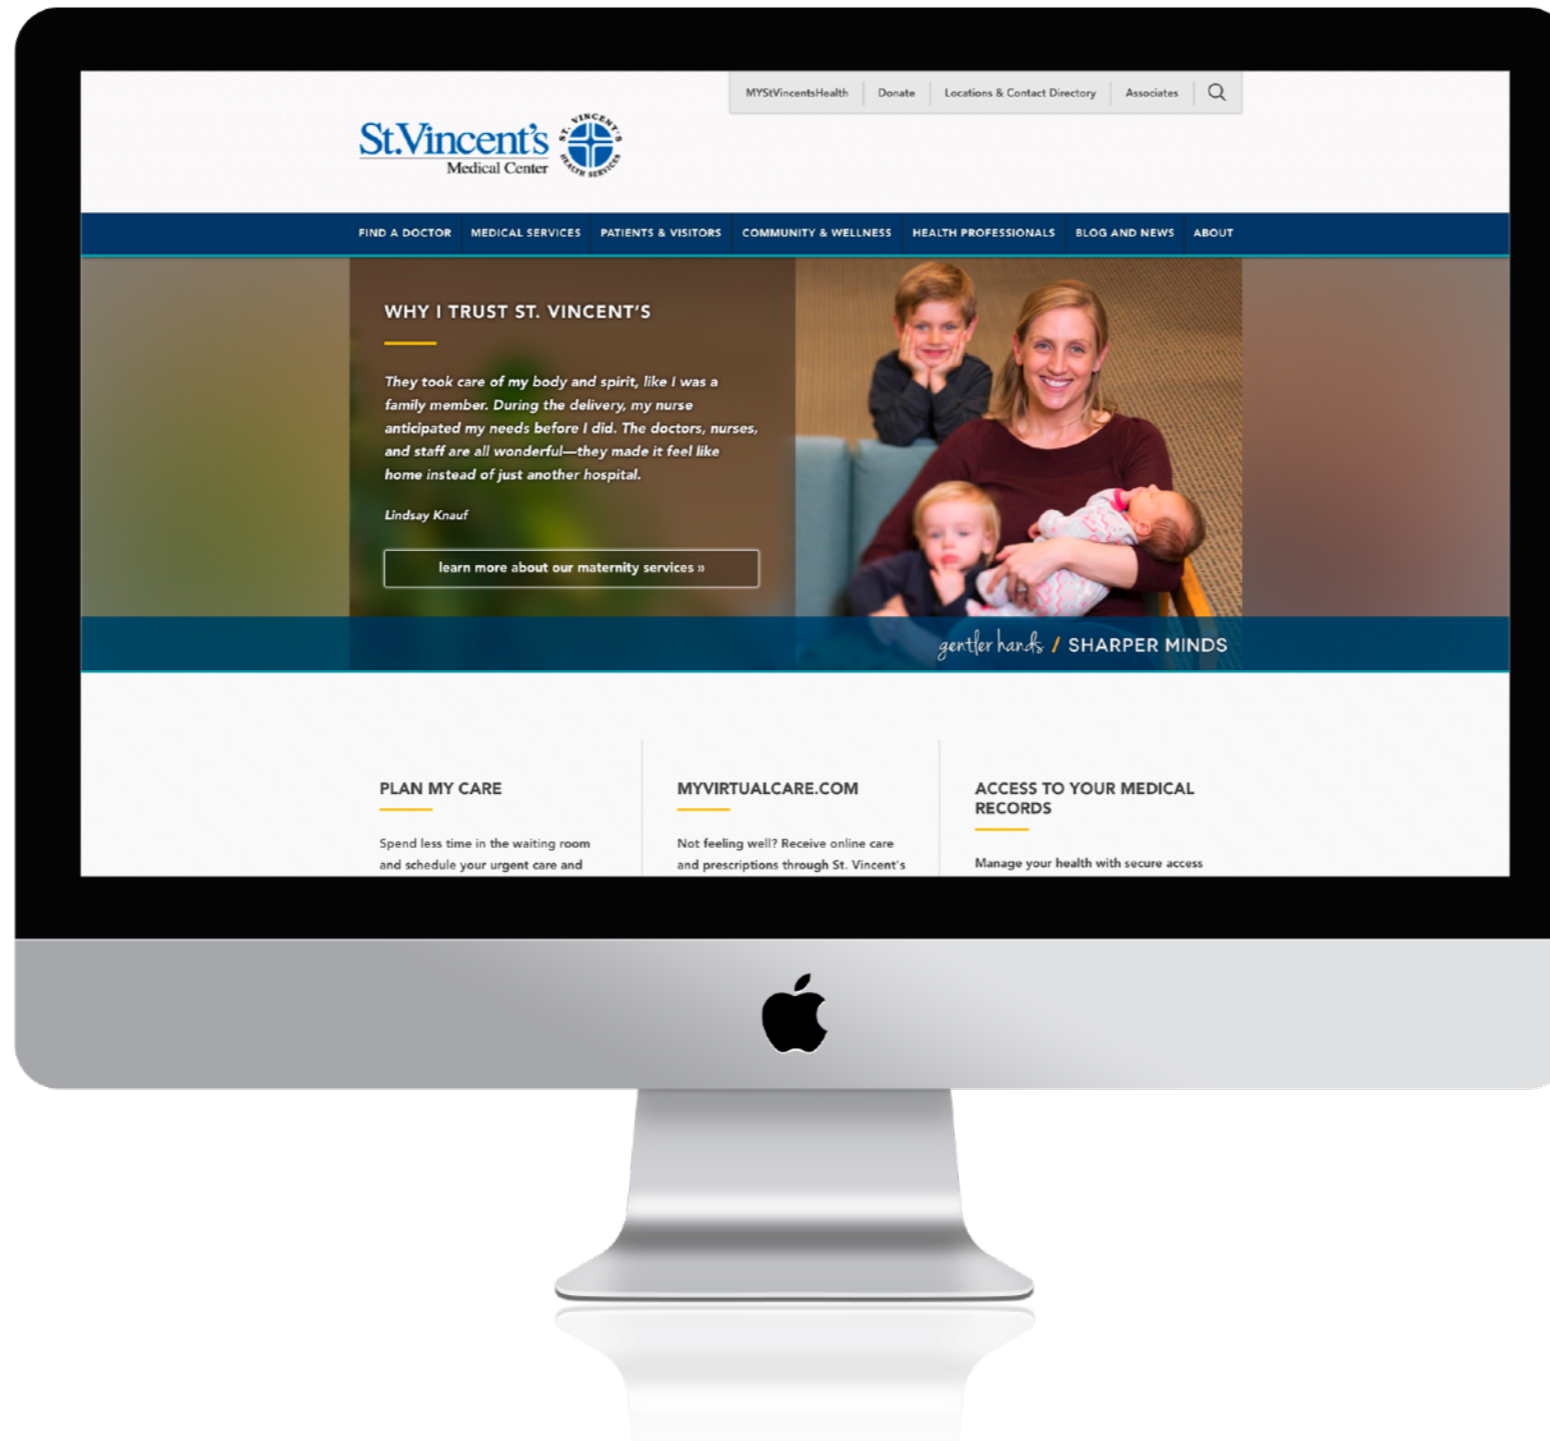 MYStVincentsHealth Donate Locations & Contact Directory Associates
St.Vincent's
Medical Center
ST. VINCENT'S
HEALTH SERVICES
FIND A DOCTOR MEDICAL SERVICES PATIENTS & VISITORS COMMUNITY & WELLNESS HEALTH PROFESSIONALS BLOG AND NEWS ABOUT
WHY I TRUST ST. VINCENT'S
They took care of my body and spirit, like I was a
family member. During the delivery, my nurse
anticipated my needs before I did. The doctors, nurses,
and staff are all wonderful—they made it feel like
home instead of just another hospital.
Lindsay Knauf
learn more about our maternity services »
gentler hands / SHARPER MINDS
PLAN MY CARE
Spend less time in the waiting room
and schedule your urgent care and
MYVIRTUALCARE.COM
Not feeling well? Receive online care
and prescriptions through St. Vincent's
ACCESS TO YOUR MEDICAL
RECORDS
Manage your health with secure access